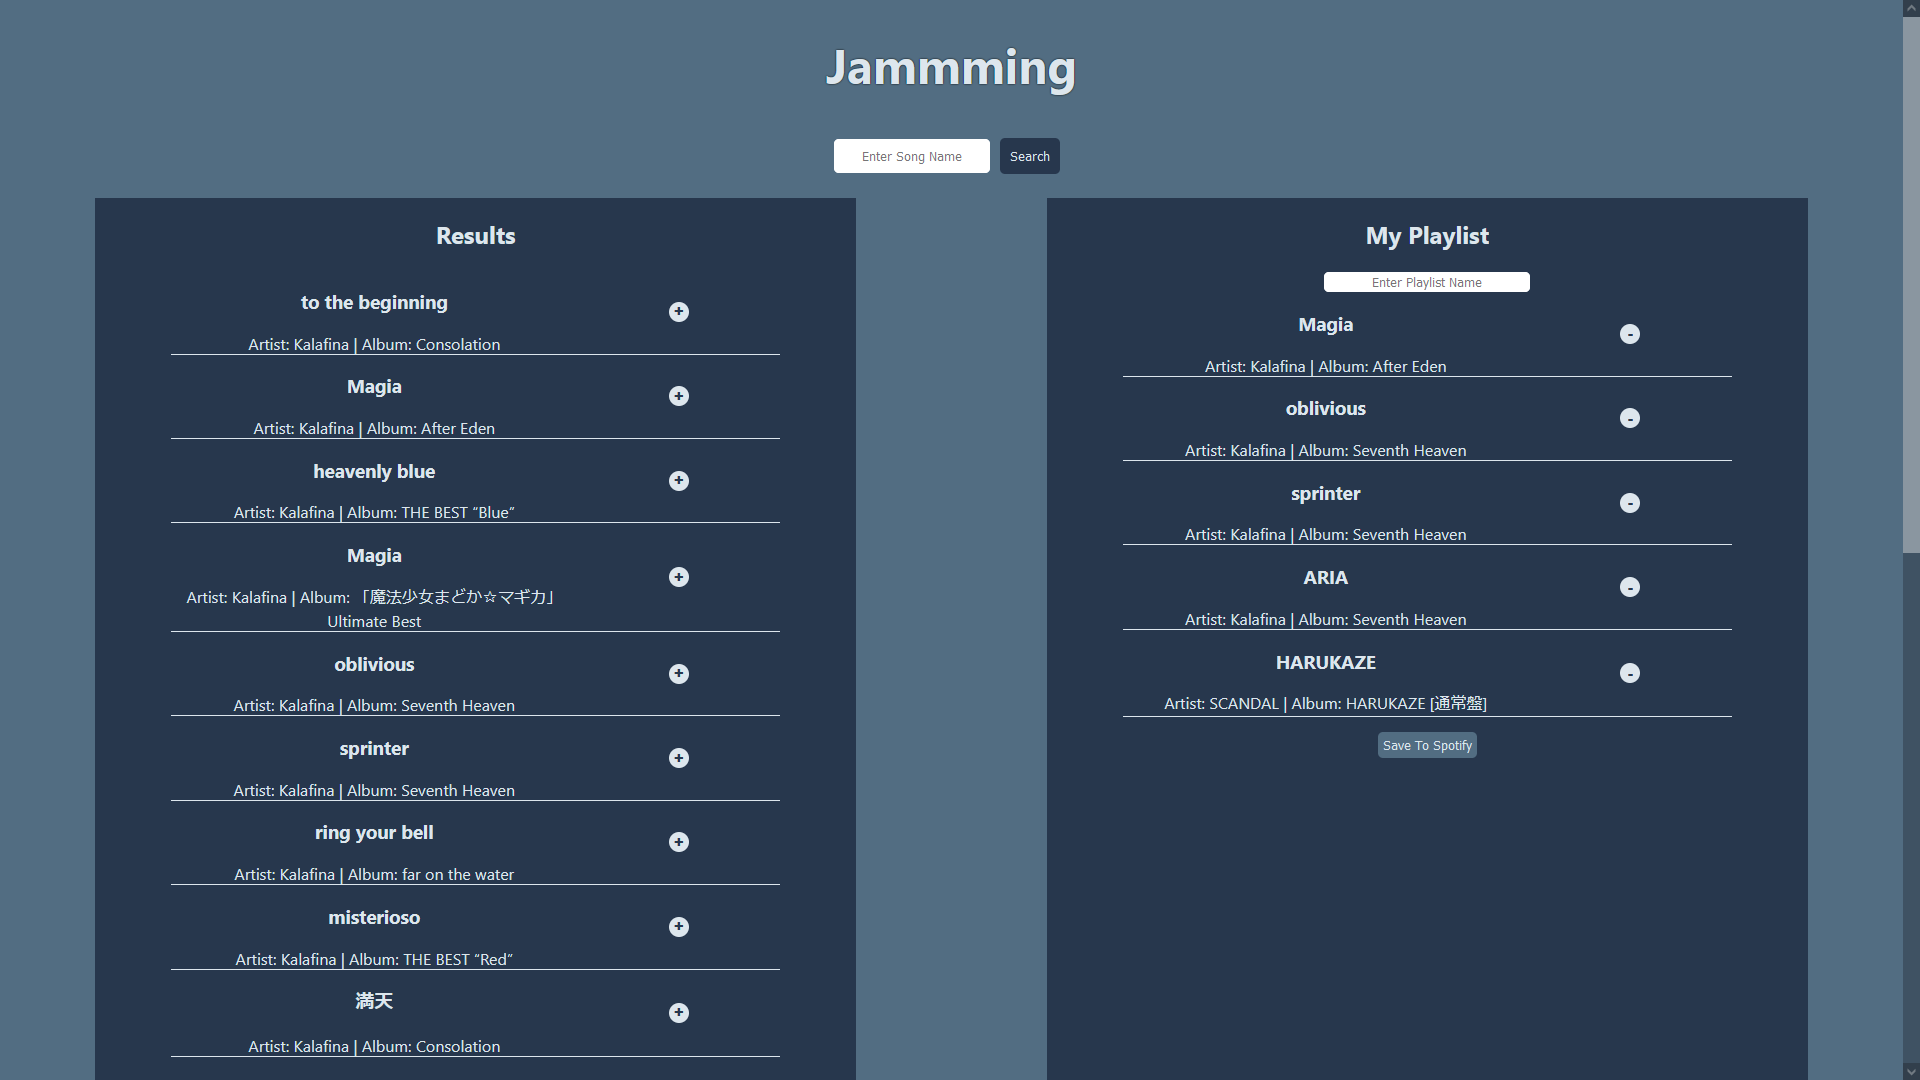 Jammming
Enter Song Name
Search
Results
to the beginning
+
Artist: Kalafina | Album: Consolation
Magia
+
Artist: Kalafina | Album: After Eden
heavenly blue
+
Artist: Kalafina | Album: THE BEST “Blue”
Magia
+
Artist: Kalafina | Album: 「魔法少女まどか☆マギカ」
Ultimate Best
oblivious
+
Artist: Kalafina | Album: Seventh Heaven
sprinter
+
Artist: Kalafina | Album: Seventh Heaven
ring your bell
+
Artist: Kalafina | Album: far on the water
misterioso
+
Artist: Kalafina | Album: THE BEST “Red”
満天
+
Artist: Kalafina | Album: Consolation
My Playlist
Enter Playlist Name
Magia
-
Artist: Kalafina | Album: After Eden
oblivious
-
Artist: Kalafina | Album: Seventh Heaven
sprinter
-
Artist: Kalafina | Album: Seventh Heaven
ARIA
-
Artist: Kalafina | Album: Seventh Heaven
HARUKAZE
-
Artist: SCANDAL | Album: HARUKAZE [通常盤]
Save To Spotify